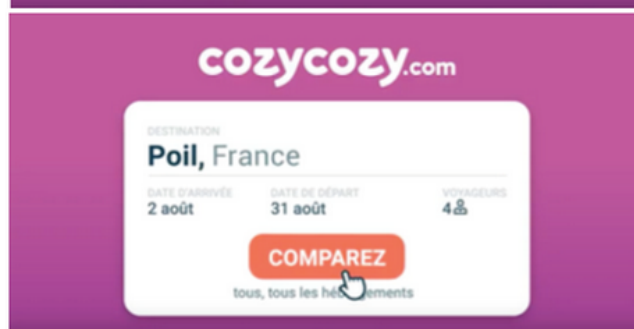 cozycozy.com
DESTINATION
Poil, France
DATE D'ARRIVÉE DATE DE DÉPART VOYAGEURS
2 août 31 août 4
COMPAREZ
tous, tous les